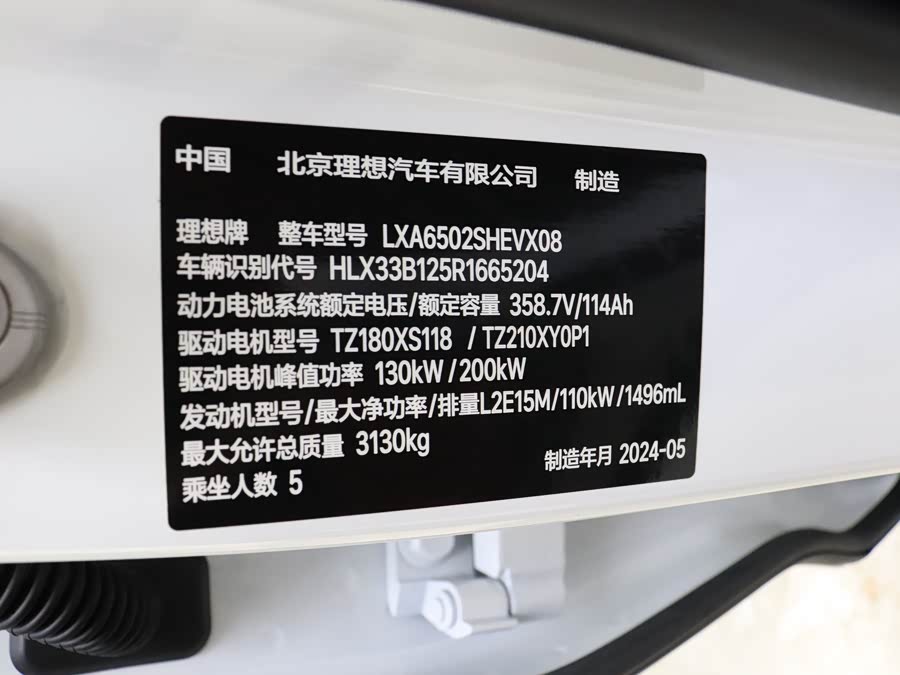 中国 北京理想汽车有限公司 制造
理想牌 整车型号 LXA6502SHEVX08
车辆识别代号 HLX33B125R1665204
动力电池系统额定电压/额定容量 358.7V/114Ah
驱动电机型号 TZ180XS118 / TZ210XY0P1
驱动电机峰值功率 130kW / 200kW
发动机型号/最大净功率/排量L2E15M/110kW /1496mL
最大允许总质量 3130kg
制造年月 2024-05
乘坐人数 5